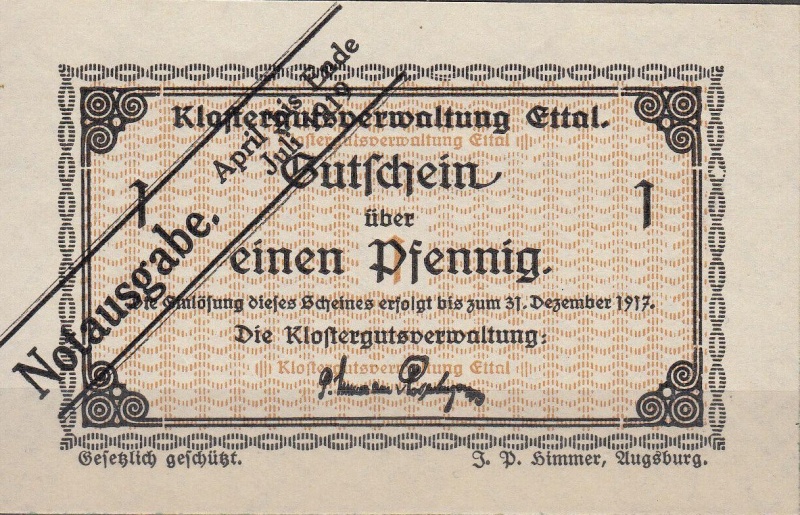 Notausgabe.
April bis Ende
Juli 1919
Klostergutsverwaltung Ettal.
Klostergutsverwaltung Ettal
Gutschein
1
1
über
einen Pfennig.
1
Die Einlösung dieses Scheines erfolgt bis zum 31. Dezember 1917.
Die Klostergutsverwaltung:
Klostergutsverwaltung Ettal
Gesetzlich geschützt.
J. P. Himmer, Augsburg.